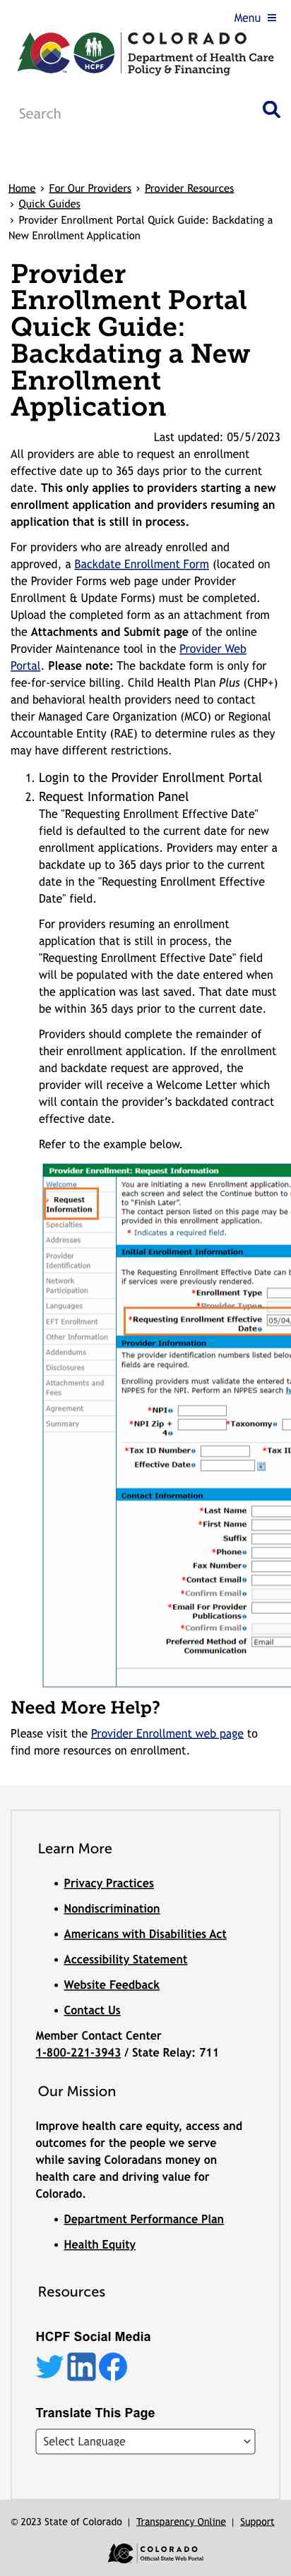 Menu ≡
HCPF
COLORADO
Department of Health Care
Policy & Financing
Search
Home › For Our Providers › Provider Resources
› Quick Guides
› Provider Enrollment Portal Quick Guide: Backdating a
New Enrollment Application
Provider
Enrollment Portal
Quick Guide:
Backdating a New
Enrollment
Application
Last updated: 05/5/2023
All providers are able to request an enrollment
effective date up to 365 days prior to the current
date. This only applies to providers starting a new
enrollment application and providers resuming an
application that is still in process.
For providers who are already enrolled and
approved, a Backdate Enrollment Form (located on
the Provider Forms web page under Provider
Enrollment & Update Forms) must be completed.
Upload the completed form as an attachment from
the Attachments and Submit page of the online
Provider Maintenance tool in the Provider Web
Portal. Please note: The backdate form is only for
fee-for-service billing. Child Health Plan Plus (CHP+)
and behavioral health providers need to contact
their Managed Care Organization (MCO) or Regional
Accountable Entity (RAE) to determine rules as they
may have different restrictions.
1. Login to the Provider Enrollment Portal
2. Request Information Panel
The "Requesting Enrollment Effective Date"
field is defaulted to the current date for new
enrollment applications. Providers may enter a
backdate up to 365 days prior to the current
date in the "Requesting Enrollment Effective
Date" field.
For providers resuming an enrollment
application that is still in process, the
"Requesting Enrollment Effective Date" field
will be populated with the date entered when
the application was last saved. That date must
be within 365 days prior to the current date.
Providers should complete the remainder of
their enrollment application. If the enrollment
and backdate request are approved, the
provider will receive a Welcome Letter which
will contain the provider's backdated contract
effective date.
Refer to the example below.
Provider Enrollment: Request Information
Welcome
Request
Information
Specialties
Addresses
Provider
Identification
Network
Participation
Languages
EFT Enrollment
Other Information
Addendums
Disclosures
Attachments and
Fees
Agreement
Summary
You are initiating a new Enrollment applic
each screen and select the Continue button to
to "Finish Later".
The contact person listed on this page may be c
provided in this enrollment application.
* Indicates a required field.
Initial Enrollment Information
The Requesting Enrollment Effective Date can b
if services were previously rendered.
*Enrollment Type
*Provider Type
*Requesting Enrollment Effective 05/04
Date
Provider Information
The provider identification numbers listed below
fields are required.
Enrolling providers must validate the entered ta
NPPES for the NPI. Perform an NPPES search h
*NPI
*NPI Zip + *Taxonomy
4
*Tax ID Number *Tax ID
Effective Date
Contact Information
*Last Name
*First Name
Suffix
*Phone
Fax Number
*Contact Email
*Confirm Email
*Email For Provider
Publications
*Confirm Email
Preferred Method of Email
Communication
Need More Help?
Please visit the Provider Enrollment web page to
find more resources on enrollment.
Learn More
• Privacy Practices
• Nondiscrimination
• Americans with Disabilities Act
• Accessibility Statement
• Website Feedback
• Contact Us
Member Contact Center
1-800-221-3943 / State Relay: 711
Our Mission
Improve health care equity, access and
outcomes for the people we serve
while saving Coloradans money on
health care and driving value for
Colorado.
• Department Performance Plan
• Health Equity
Resources
HCPF Social Media
in
Translate This Page
Select Language
© 2023 State of Colorado | Transparency Online | Support
COLORADO
Official State Web Portal